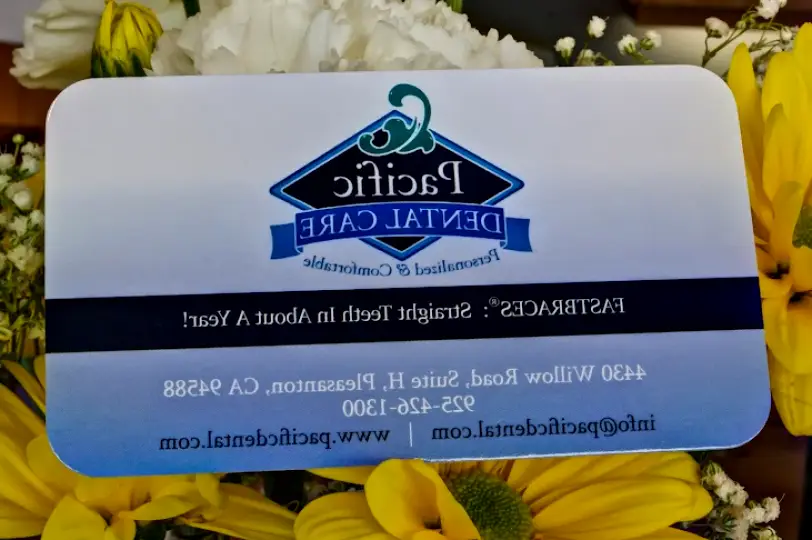 Pacific
DENTAL CARE
Personalized & Comfortable
FASTBRACES®: Straight Teeth In About A Year!
4430 Willow Road, Suite H, Pleasanton, CA 94588
925-426-1300
info@pacificdental.com | www.pacificdental.com